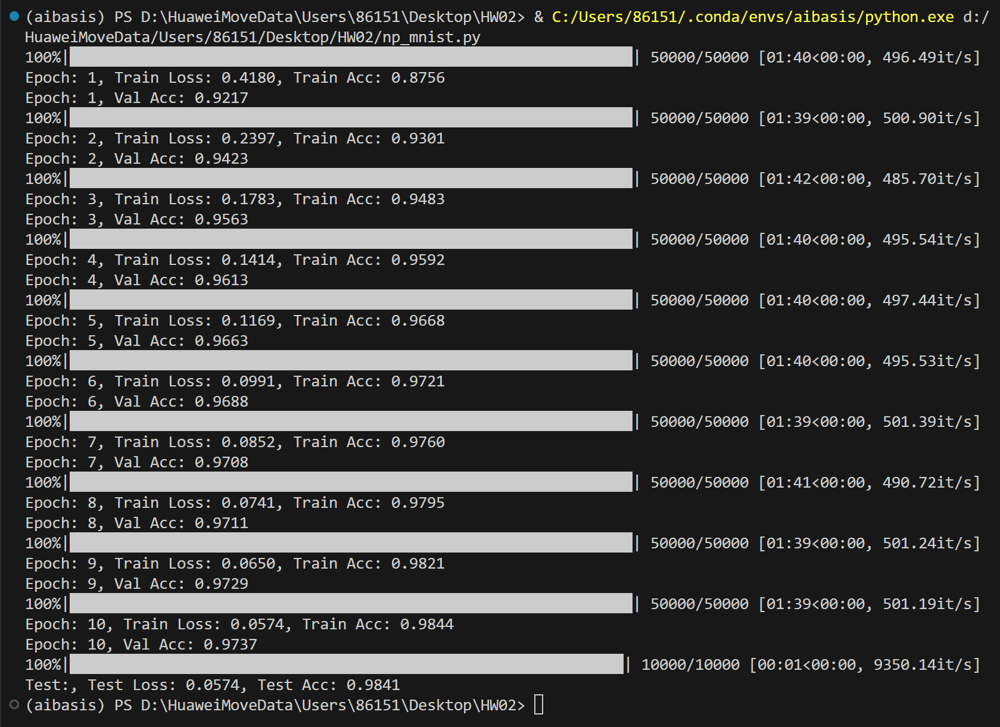 (aibasis) PS D:\HuaweiMoveData\Users\86151\Desktop\HW02> & C:/Users/86151/.conda/envs/aibasis/python.exe d:/
HuaweiMoveData/Users/86151/Desktop/HW02/np_mnist.py
100%|| 50000/50000 [01:40<00:00, 496.49it/s]
Epoch: 1, Train Loss: 0.4180, Train Acc: 0.8756
Epoch: 1, Val Acc: 0.9217
100%|| 50000/50000 [01:39<00:00, 500.90it/s]
Epoch: 2, Train Loss: 0.2397, Train Acc: 0.9301
Epoch: 2, Val Acc: 0.9423
100%|| 50000/50000 [01:42<00:00, 485.70it/s]
Epoch: 3, Train Loss: 0.1783, Train Acc: 0.9483
Epoch: 3, Val Acc: 0.9563
100%|| 50000/50000 [01:40<00:00, 495.54it/s]
Epoch: 4, Train Loss: 0.1414, Train Acc: 0.9592
Epoch: 4, Val Acc: 0.9613
100%|| 50000/50000 [01:40<00:00, 497.44it/s]
Epoch: 5, Train Loss: 0.1169, Train Acc: 0.9668
Epoch: 5, Val Acc: 0.9663
100%|| 50000/50000 [01:40<00:00, 495.53it/s]
Epoch: 6, Train Loss: 0.0991, Train Acc: 0.9721
Epoch: 6, Val Acc: 0.9688
100%|| 50000/50000 [01:39<00:00, 501.39it/s]
Epoch: 7, Train Loss: 0.0852, Train Acc: 0.9760
Epoch: 7, Val Acc: 0.9708
100%|| 50000/50000 [01:41<00:00, 490.72it/s]
Epoch: 8, Train Loss: 0.0741, Train Acc: 0.9795
Epoch: 8, Val Acc: 0.9711
100%|| 50000/50000 [01:39<00:00, 501.24it/s]
Epoch: 9, Train Loss: 0.0650, Train Acc: 0.9821
Epoch: 9, Val Acc: 0.9729
100%|| 50000/50000 [01:39<00:00, 501.19it/s]
Epoch: 10, Train Loss: 0.0574, Train Acc: 0.9844
Epoch: 10, Val Acc: 0.9737
100%|| 10000/10000 [00:01<00:00, 9350.14it/s]
Test:, Test Loss: 0.0574, Test Acc: 0.9841
(aibasis) PS D:\HuaweiMoveData\Users\86151\Desktop\HW02>